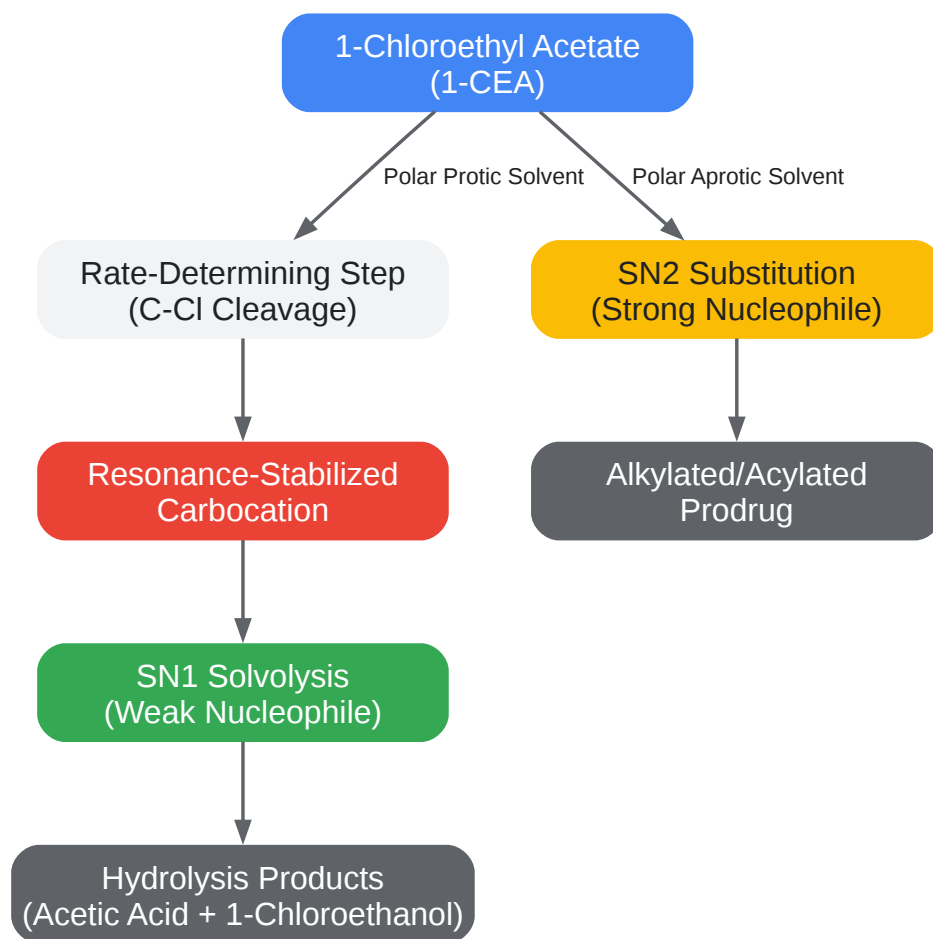 1-Chloroethyl Acetate
(1-CEA)
Polar Protic Solvent
Polar Aprotic Solvent
Rate-Determining Step
(C-Cl Cleavage)
SN2 Substitution
(Strong Nucleophile)
Resonance-Stabilized
Carbocation
Alkylated/Acylated
Prodrug
SN1 Solvolysis
(Weak Nucleophile)
Hydrolysis Products
(Acetic Acid + 1-Chloroethanol)